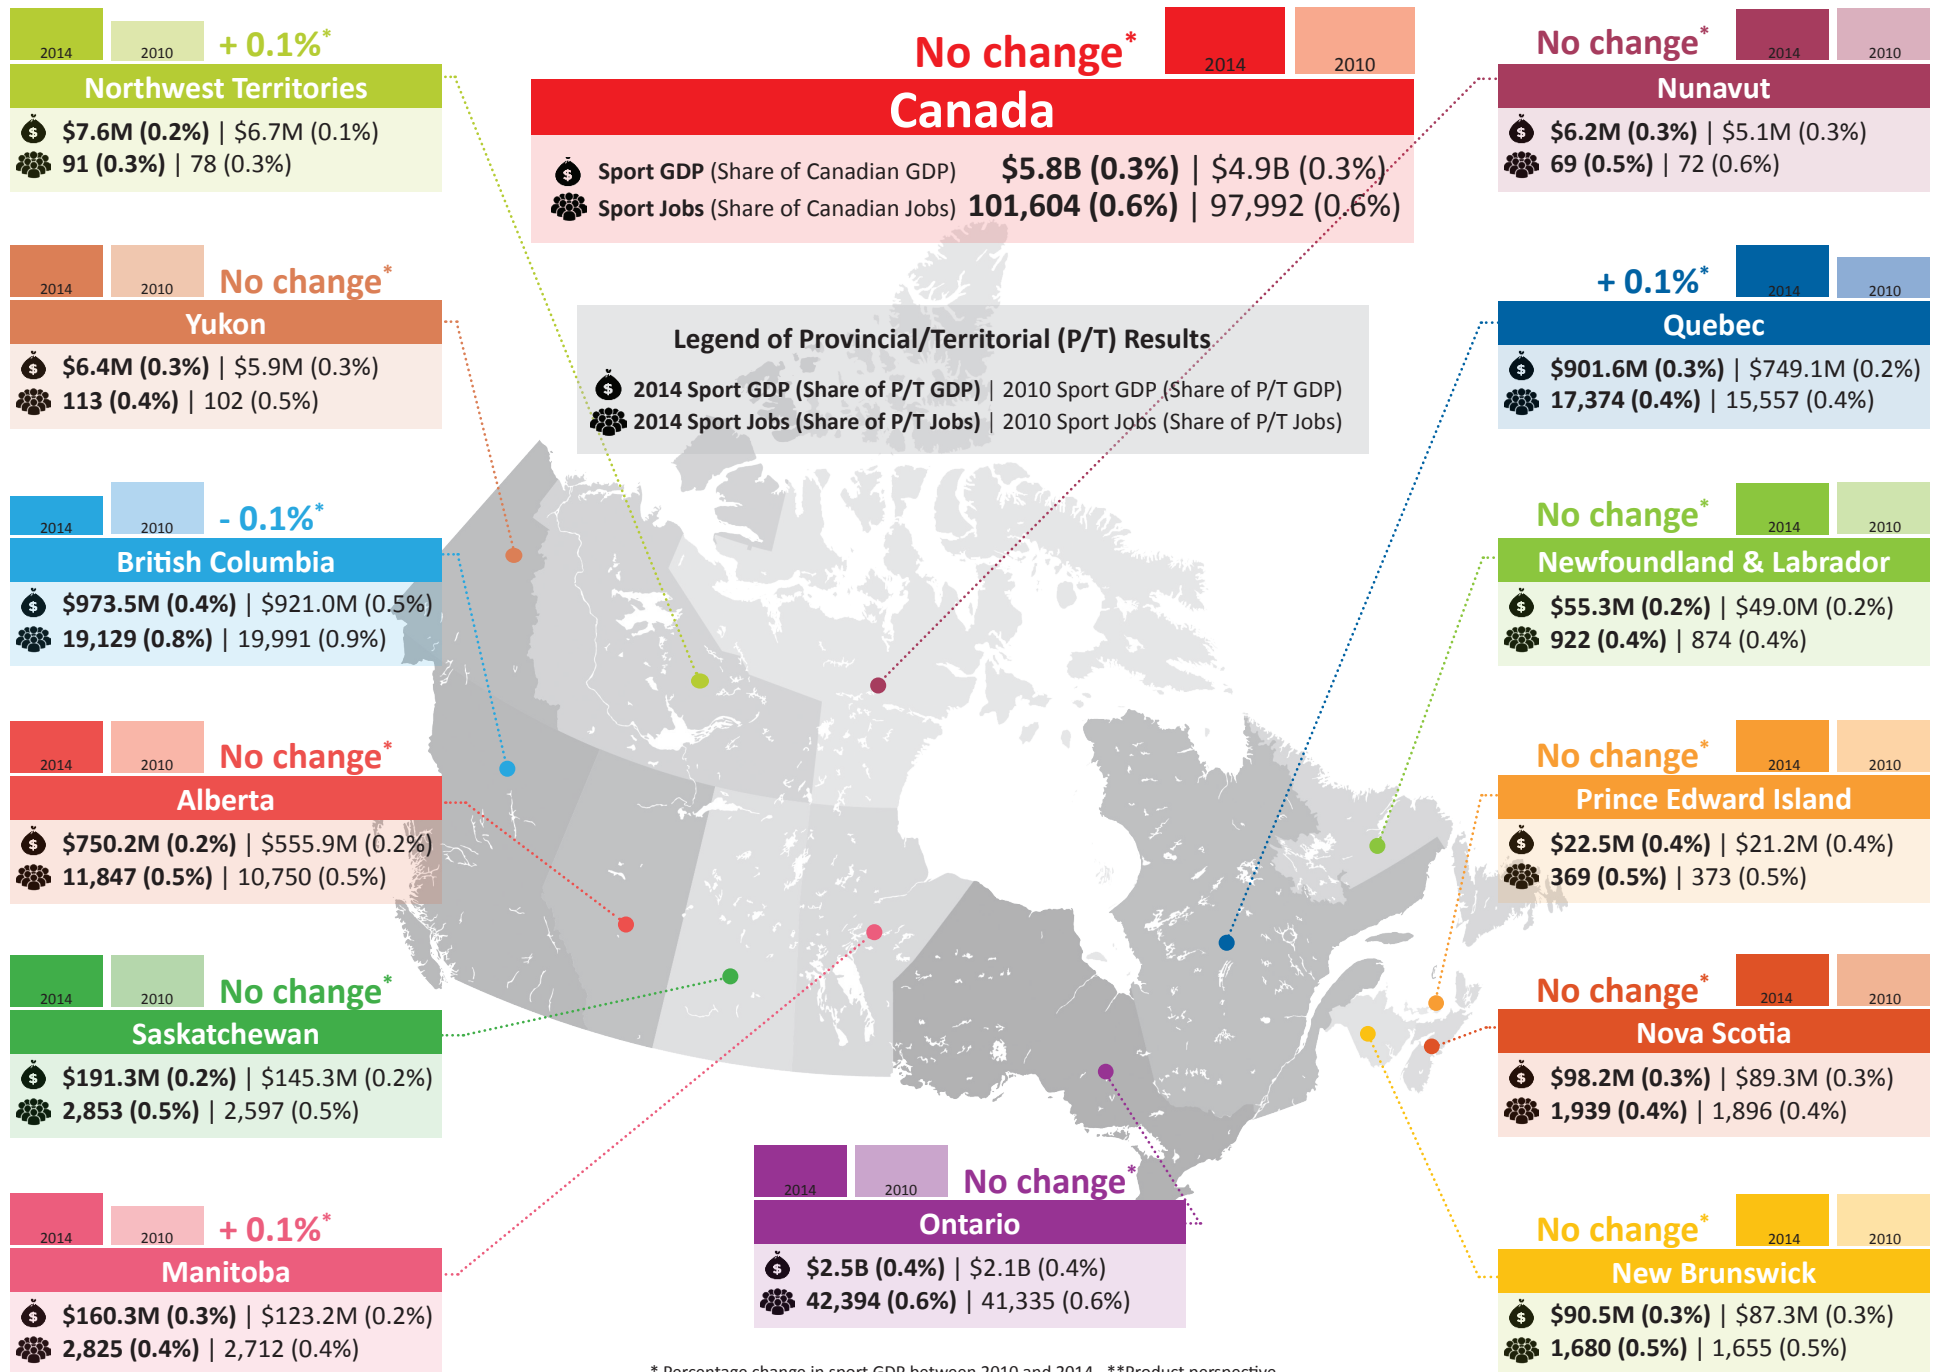 2014 2010 + 0.1%*
Northwest Territories
$7.6M (0.2%) | $6.7M (0.1%)
91 (0.3%) | 78 (0.3%)
2014 2010 No change*
Yukon
$6.4M (0.3%) | $5.9M (0.3%)
113 (0.4%) | 102 (0.5%)
2014 2010 - 0.1%*
British Columbia
$973.5M (0.4%) | $921.0M (0.5%)
19,129 (0.8%) | 19,991 (0.9%)
2014 2010 No change*
Alberta
$750.2M (0.2%) | $555.9M (0.2%)
11,847 (0.5%) | 10,750 (0.5%)
2014 2010 No change*
Saskatchewan
$191.3M (0.2%) | $145.3M (0.2%)
2,853 (0.5%) | 2,597 (0.5%)
2014 2010 + 0.1%*
Manitoba
$160.3M (0.3%) | $123.2M (0.2%)
2,825 (0.4%) | 2,712 (0.4%)
No change* 2014 2010
Canada
Sport GDP (Share of Canadian GDP) $5.8B (0.3%) | $4.9B (0.3%)
Sport Jobs (Share of Canadian Jobs) 101,604 (0.6%) | 97,992 (0.6%)
Legend of Provincial/Territorial (P/T) Results
2014 Sport GDP (Share of P/T GDP) | 2010 Sport GDP (Share of P/T GDP)
2014 Sport Jobs (Share of P/T Jobs) | 2010 Sport Jobs (Share of P/T Jobs)
2014 2010 No change*
Ontario
$2.5B (0.4%) | $2.1B (0.4%)
42,394 (0.6%) | 41,335 (0.6%)
* Percentage change in sport GDP between 2010 and 2014 **Product perspective
No change* 2014 2010
Nunavut
$6.2M (0.3%) | $5.1M (0.3%)
69 (0.5%) | 72 (0.6%)
+ 0.1%* 2014 2010
Quebec
$901.6M (0.3%) | $749.1M (0.2%)
17,374 (0.4%) | 15,557 (0.4%)
No change* 2014 2010
Newfoundland & Labrador
$55.3M (0.2%) | $49.0M (0.2%)
922 (0.4%) | 874 (0.4%)
No change* 2014 2010
Prince Edward Island
$22.5M (0.4%) | $21.2M (0.4%)
369 (0.5%) | 373 (0.5%)
No change* 2014 2010
Nova Scotia
$98.2M (0.3%) | $89.3M (0.3%)
1,939 (0.4%) | 1,896 (0.4%)
No change* 2014 2010
New Brunswick
$90.5M (0.3%) | $87.3M (0.3%)
1,680 (0.5%) | 1,655 (0.5%)